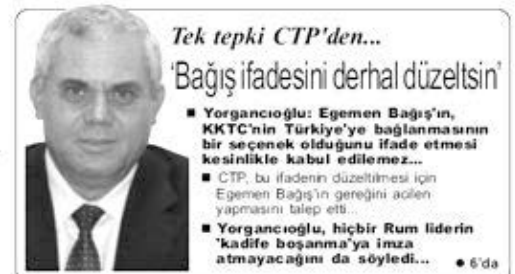 Tek tepki CTP'den...
'Bağış ifadesini derhal düzeltsin'
■ Yorgancıoğlu: Egemen Bağış'ın,
KKTC'nin Türkiye'ye bağlanmasının
bir seçenek olduğunu ifade etmesi
kesinlikle kabul edilemez...
■ CTP, bu ifadenin düzeltilmesi için
Egemen Bağış'ın gereğini acilen
yapmasını talep etti...
■ Yorgancıoğlu, hiçbir Rum liderin
'kadife boşanma'ya imza
atmayacağını da söyledi... ● 6'da